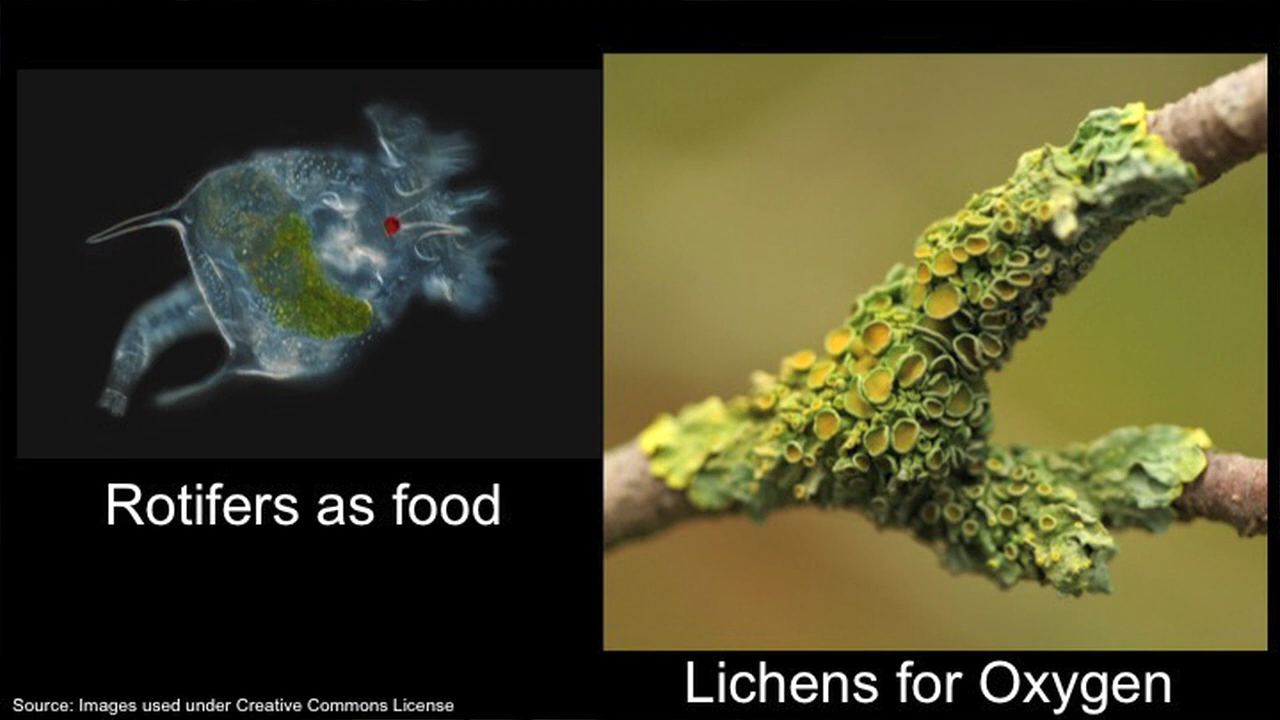 Rotifers as food
Lichens for Oxygen
Source: Images used under Creative Commons License